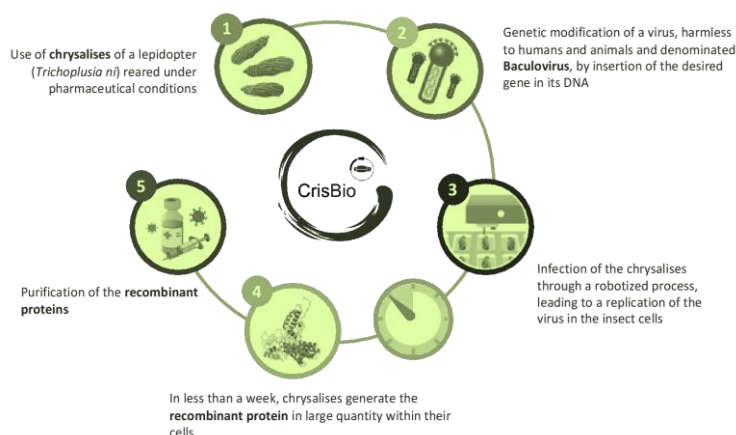 1
Use of chrysalises of a lepidopter
(Trichoplusia ni) reared under
pharmaceutical conditions
2
Genetic modification of a virus, harmless
to humans and animals and denominated
Baculovirus, by insertion of the desired
gene in its DNA
CrisBio
3
Infection of the chrysalises
through a robotized process,
leading to a replication of the
virus in the insect cells
4
In less than a week, chrysalises generate the
recombinant protein in large quantity within their
cells
5
Purification of the recombinant
proteins